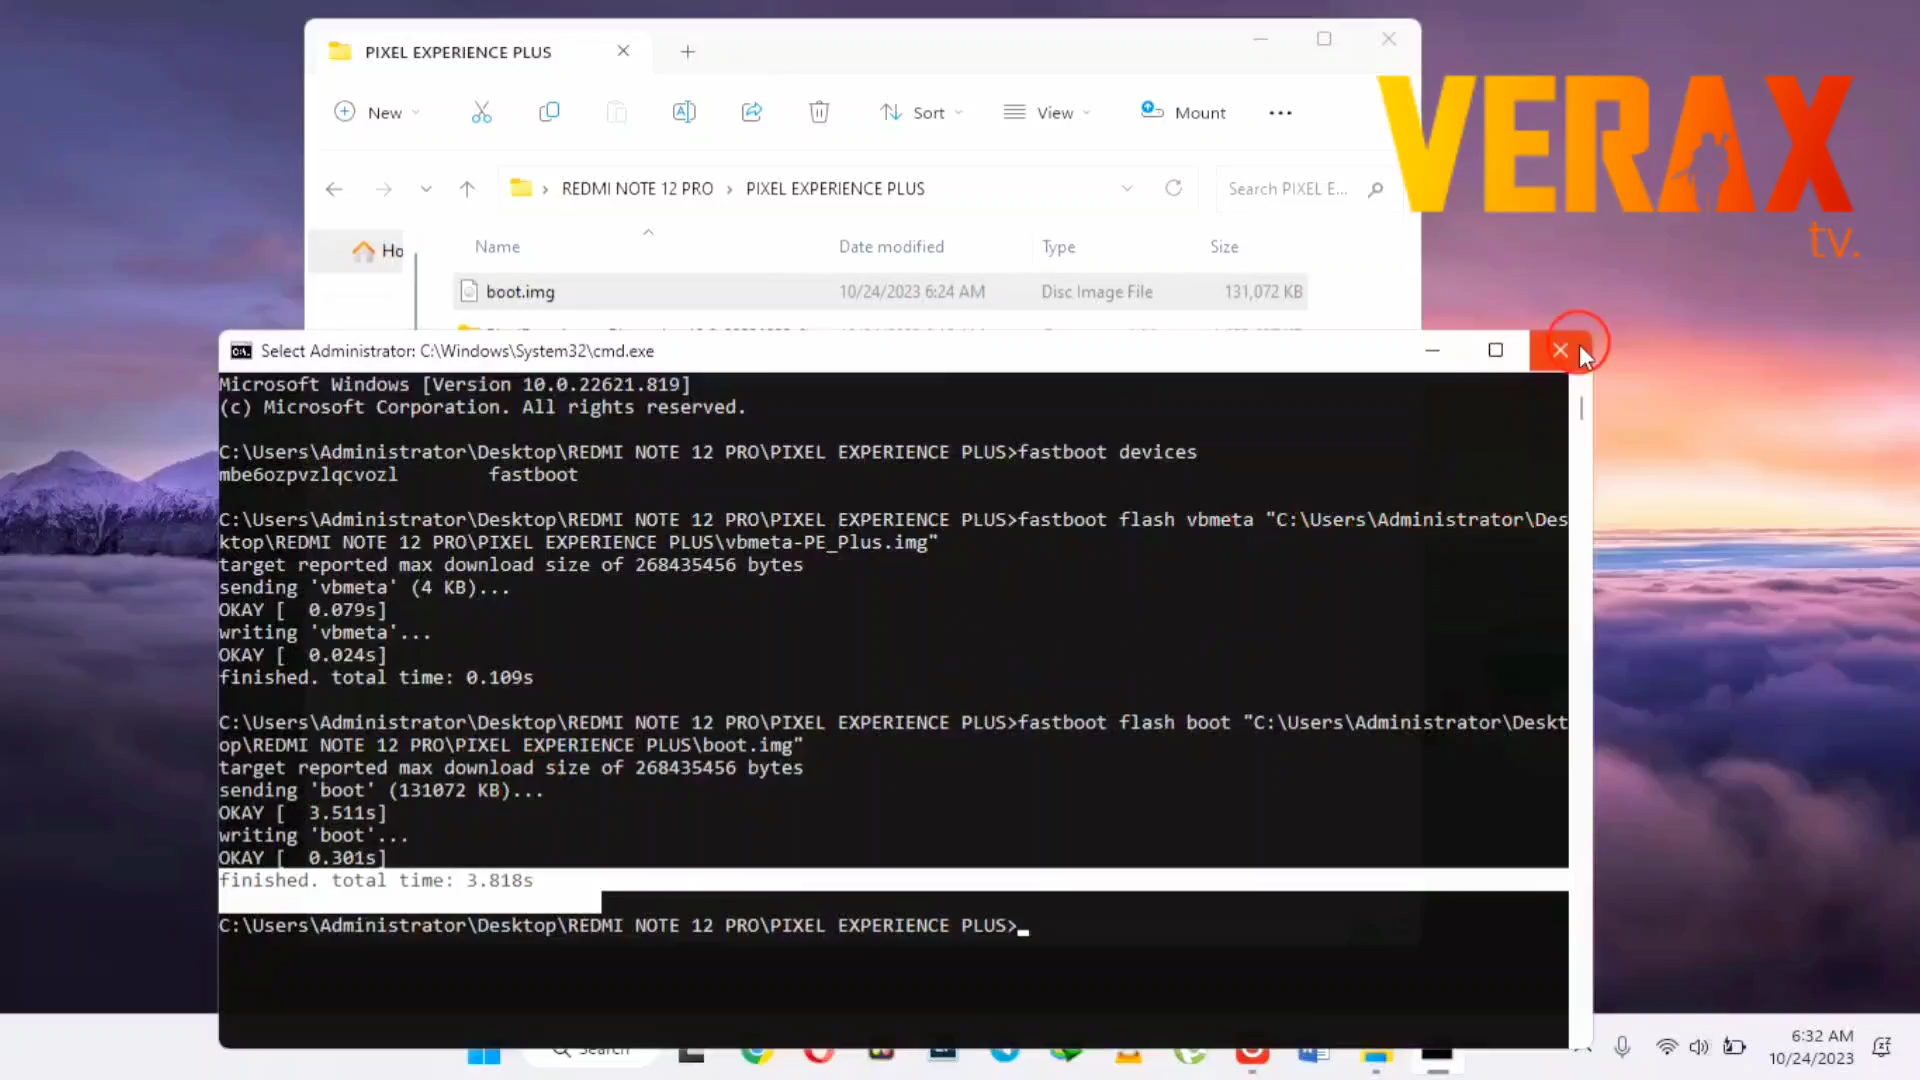 PIXEL EXPERIENCE PLUS
New
Sort
View
Mount
VERAX
tv.
REDMI NOTE 12 PRO > PIXEL EXPERIENCE PLUS
Search PIXEL E...
Ho
Name
Date modified
Type
Size
boot.img
10/24/2023 6:24 AM
Disc Image File
131,072 KB
Select Administrator: C:\Windows\System32\cmd.exe
Microsoft Windows [Version 10.0.22621.819]
(c) Microsoft Corporation. All rights reserved.
C:\Users\Administrator\Desktop\REDMI NOTE 12 PRO\PIXEL EXPERIENCE PLUS>fastboot devices
mbe6ozpvzlqcvozl fastboot
C:\Users\Administrator\Desktop\REDMI NOTE 12 PRO\PIXEL EXPERIENCE PLUS>fastboot flash vbmeta "C:\Users\Administrator\Des
ktop\REDMI NOTE 12 PRO\PIXEL EXPERIENCE PLUS\vbmeta-PE_Plus.img"
target reported max download size of 268435456 bytes
sending 'vbmeta' (4 KB)...
OKAY [ 0.079s]
writing 'vbmeta'...
OKAY [ 0.024s]
finished. total time: 0.109s
C:\Users\Administrator\Desktop\REDMI NOTE 12 PRO\PIXEL EXPERIENCE PLUS>fastboot flash boot "C:\Users\Administrator\Deskt
op\REDMI NOTE 12 PRO\PIXEL EXPERIENCE PLUS\boot.img"
target reported max download size of 268435456 bytes
sending 'boot' (131072 KB)...
OKAY [ 3.511s]
writing 'boot'...
OKAY [ 0.301s]
finished. total time: 3.818s
C:\Users\Administrator\Desktop\REDMI NOTE 12 PRO\PIXEL EXPERIENCE PLUS>
Search
6:32 AM
10/24/2023